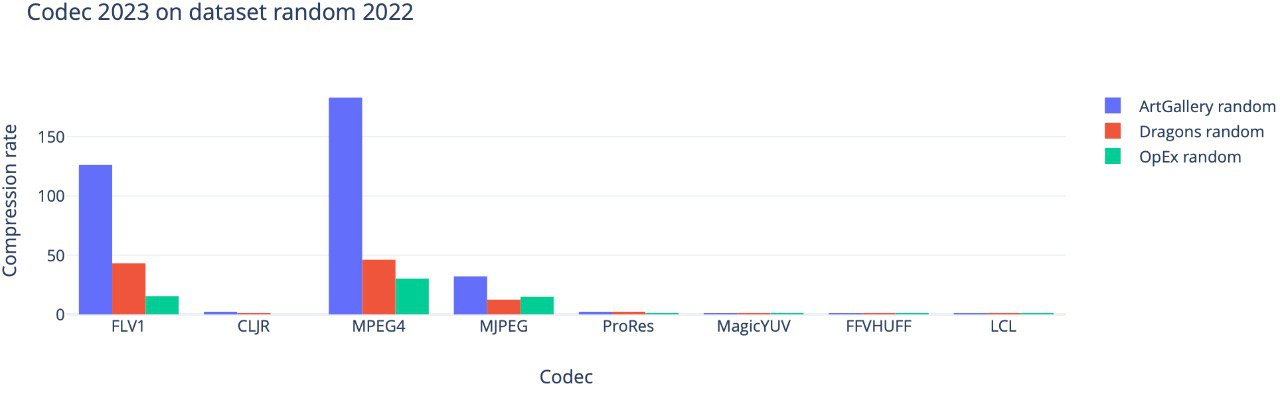 Codec 2023 on dataset random 2022
ArtGallery random
Dragons random
OpEx random
Compression rate
150
100
50
0
FLV1 CLJR MPEG4 MJPEG ProRes MagicYUV FFVHUFF LCL
Codec